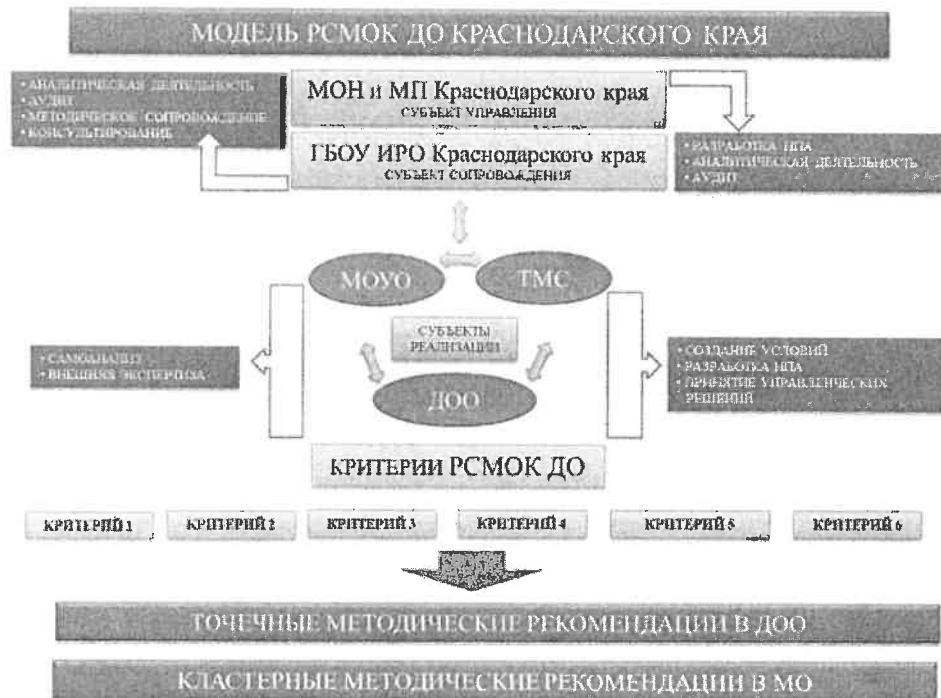 МОДЕЛЬ РСМОК ДО КРАСНОДАРСКОГО КРАЯ
• АНАЛИТИЧЕСКАЯ ДЕЯТЕЛЬНОСТЬ
• АУДИТ
• МЕТОДИЧЕСКОЕ СОПРОВОЖДЕНИЕ
• КОНСУЛЬТИРОВАНИЕ
МОН и МП Краснодарского края
СУБЪЕКТ УПРАВЛЕНИЯ
ГБОУ ИРО Краснодарского края
СУБЪЕКТ СОПРОВОЖДЕНИЯ
• РАЗРАБОТКА НПА
• АНАЛИТИЧЕСКАЯ ДЕЯТЕЛЬНОСТЬ
• АУДИТ
МОУО
ТМС
СУБЪЕКТЫ
РЕАЛИЗАЦИИ
ДОО
• САМОАНАЛИЗ
• ВНЕШНЯЯ ЭКСПЕРТИЗА
• СОЗДАНИЕ УСЛОВИЙ
• РАЗРАБОТКА НПА
• ПРИНЯТИЕ УПРАВЛЕНЧЕСКИХ
РЕШЕНИЙ
КРИТЕРИИ РСМОК ДО
КРИТЕРИЙ 1
КРИТЕРИЙ 2
КРИТЕРИЙ 3
КРИТЕРИЙ 4
КРИТЕРИЙ 5
КРИТЕРИЙ 6
ТОЧЕЧНЫЕ МЕТОДИЧЕСКИЕ РЕКОМЕНДАЦИИ В ДОО
КЛАСТЕРНЫЕ МЕТОДИЧЕСКИЕ РЕКОМЕНДАЦИИ В МО